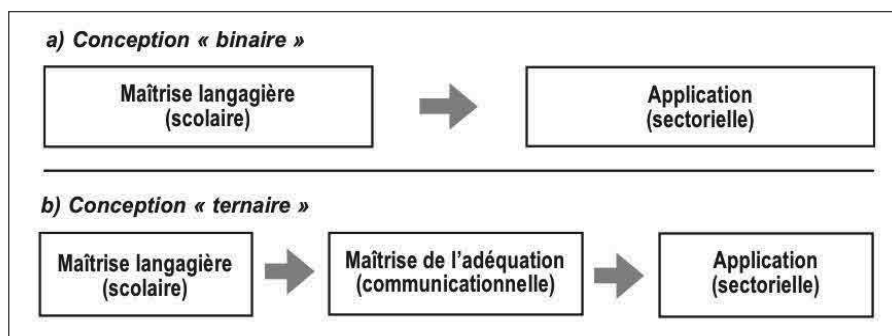 a) Conception « binaire »
Maîtrise langagière
(scolaire)
Application
(sectorielle)
b) Conception « ternaire »
Maîtrise langagière
(scolaire)
Maîtrise de l'adéquation
(communicationnelle)
Application
(sectorielle)